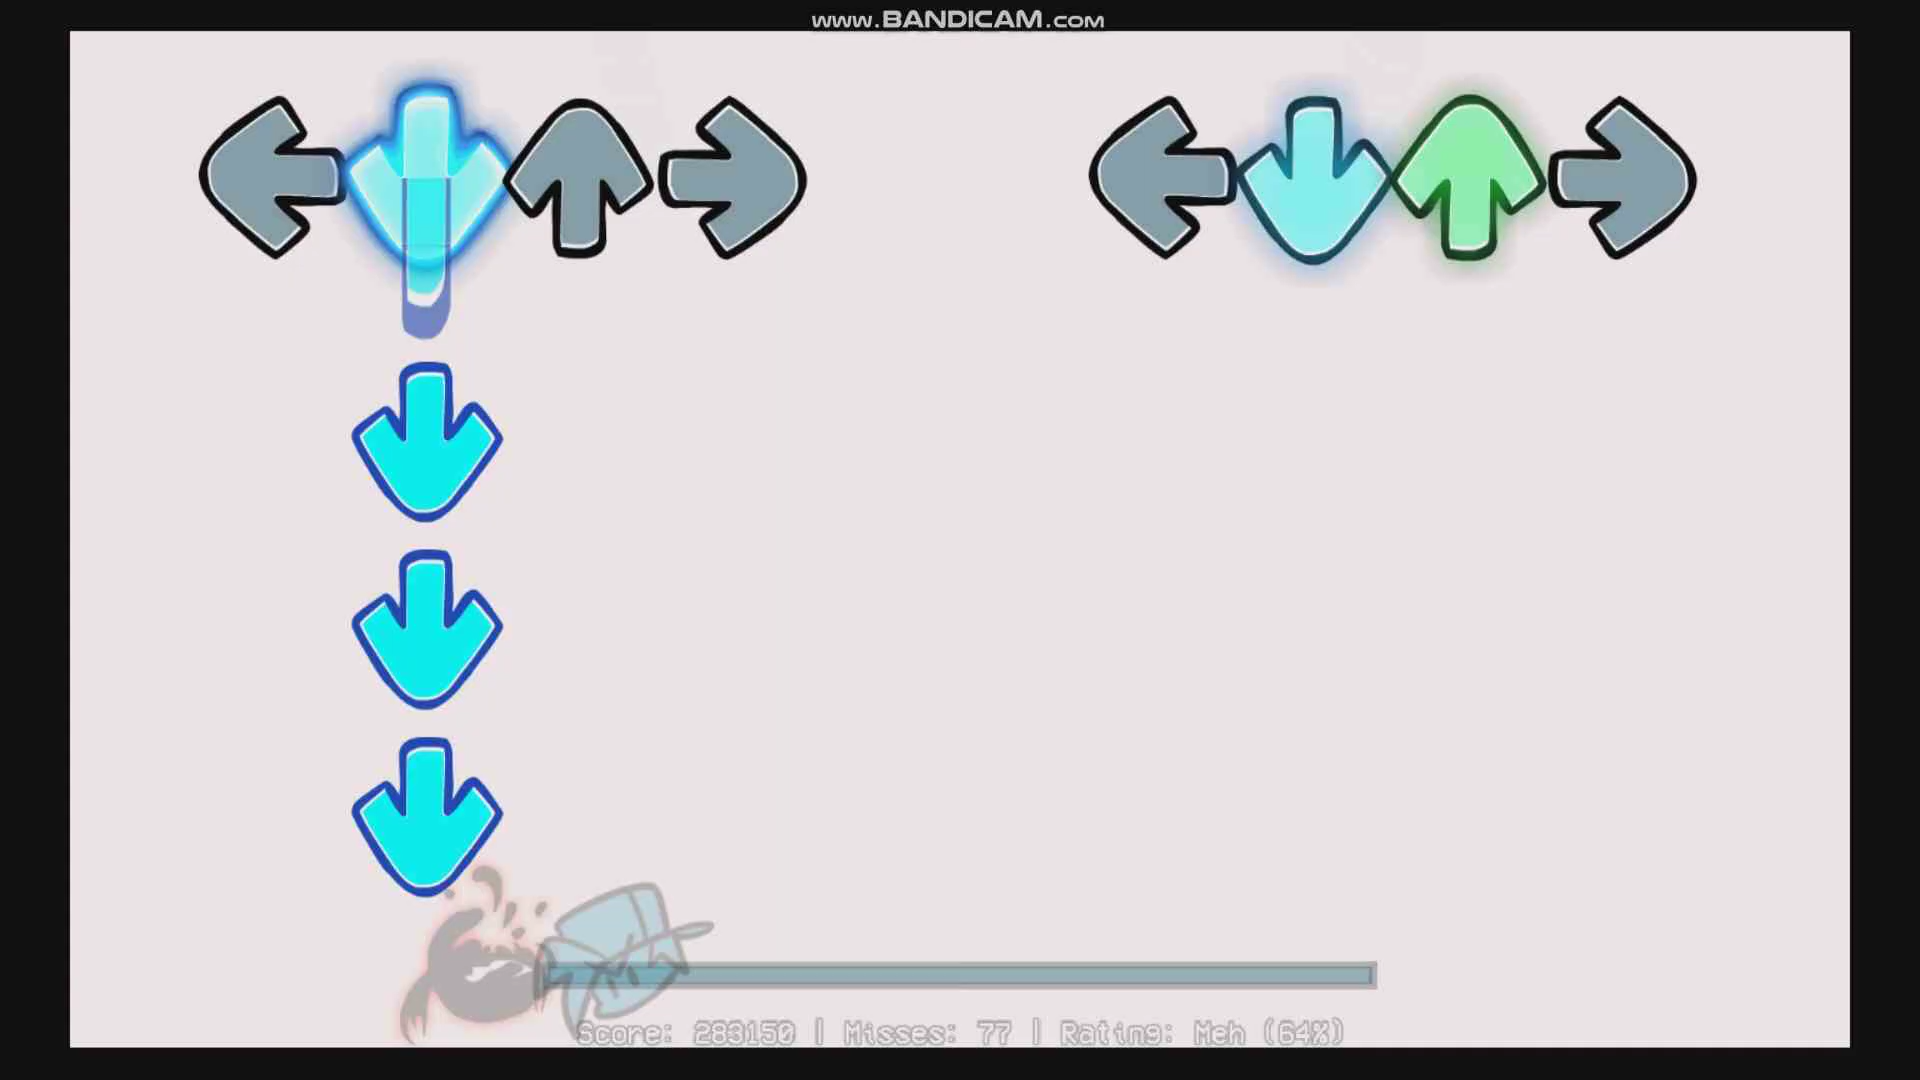 www.BANDICAM.com
Score: 283150 | Misses: 77 | Rating: Meh (64%)